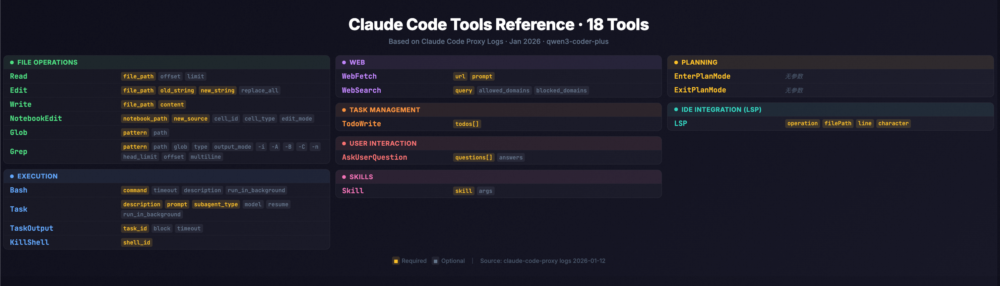 Claude Code Tools Reference · 18 Tools
Based on Claude Code Proxy Logs · Jan 2026 · qwen3-coder-plus
FILE OPERATIONS
Read file_path offset limit
Edit file_path old_string new_string replace_all
Write file_path content
NotebookEdit notebook_path new_source cell_id cell_type edit_mode
Glob pattern path
Grep pattern path glob type output_mode -i -A -B -C -n
head_limit offset multiline
EXECUTION
Bash command timeout description run_in_background
Task description prompt subagent_type model resume
run_in_background
TaskOutput task_id block timeout
KillShell shell_id
WEB
WebFetch url prompt
WebSearch query allowed_domains blocked_domains
TASK MANAGEMENT
TodoWrite todos[]
USER INTERACTION
AskUserQuestion questions[] answers
SKILLS
Skill skill args
PLANNING
EnterPlanMode 无参数
ExitPlanMode 无参数
IDE INTEGRATION (LSP)
LSP operation filePath line character
Required Optional | Source: claude-code-proxy logs 2026-01-12